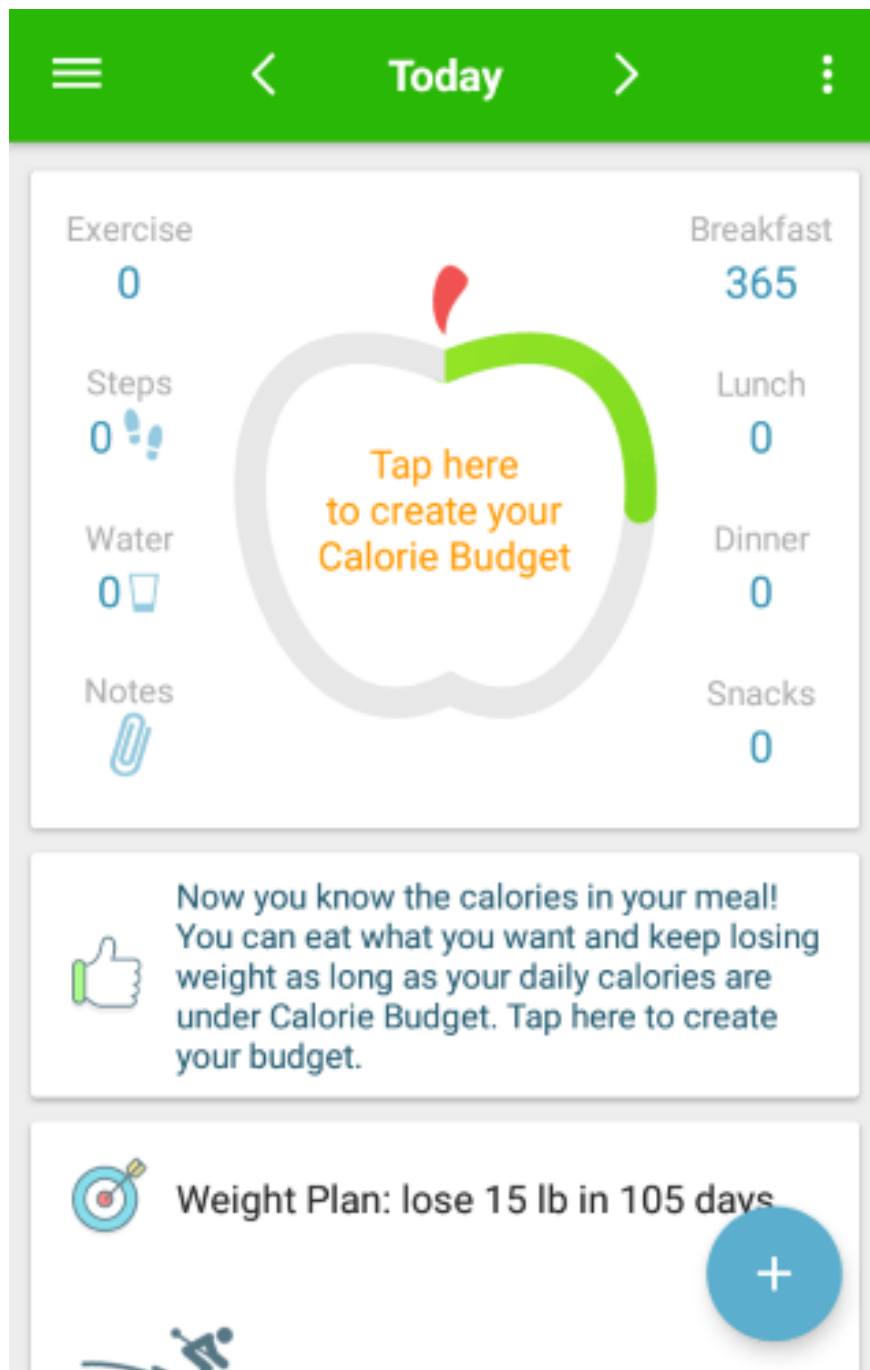 Today
Exercise
0
Steps
0
Water
0
Notes
Tap here
to create your
Calorie Budget
Breakfast
365
Lunch
0
Dinner
0
Snacks
0
Now you know the calories in your meal!
You can eat what you want and keep losing
weight as long as your daily calories are
under Calorie Budget. Tap here to create
your budget.
Weight Plan: lose 15 lb in 105 days
+